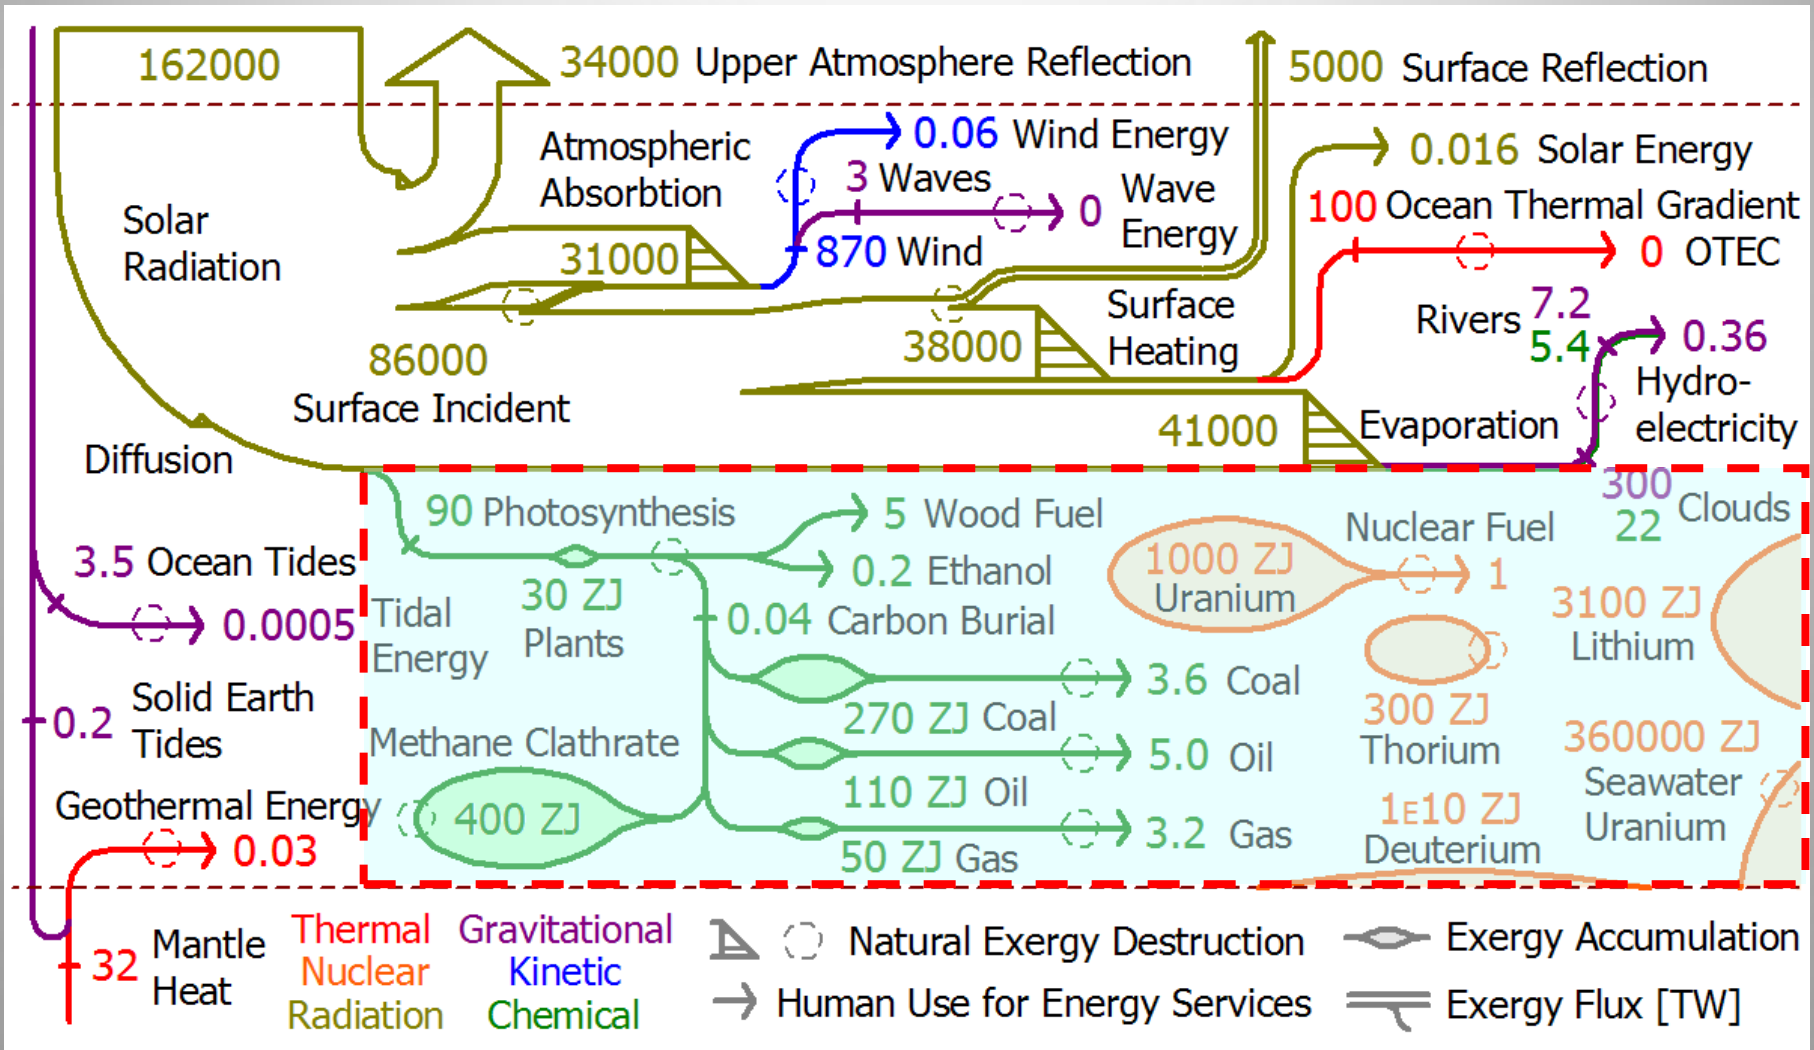 162000
34000 Upper Atmosphere Reflection
5000 Surface Reflection
Atmospheric
Absorbtion
0.06 Wind Energy
3 Waves
0 Wave
Energy
870 Wind
0.016 Solar Energy
100 Ocean Thermal Gradient
0 OTEC
Solar
Radiation
31000
86000
Surface Incident
38000
Surface
Heating
Rivers 7.2
5.4
0.36
Hydro-
electricity
41000
Evaporation
Diffusion
300
22
Clouds
90 Photosynthesis
5 Wood Fuel
0.2 Ethanol
30 ZJ
Plants
0.04 Carbon Burial
Nuclear Fuel
1000 ZJ
Uranium
1
3100 ZJ
Lithium
3.5 Ocean Tides
0.0005 Tidal
Energy
0.2 Solid Earth
Tides
3.6 Coal
270 ZJ Coal
300 ZJ
Thorium
360000 ZJ
Seawater
Uranium
Methane Clathrate
400 ZJ
5.0 Oil
110 ZJ Oil
3.2 Gas
50 ZJ Gas
1E10 ZJ
Deuterium
Geothermal Energy
0.03
32 Mantle
Heat
Thermal
Nuclear
Radiation
Gravitational
Kinetic
Chemical
Natural Exergy Destruction
Human Use for Energy Services
Exergy Accumulation
Exergy Flux [TW]